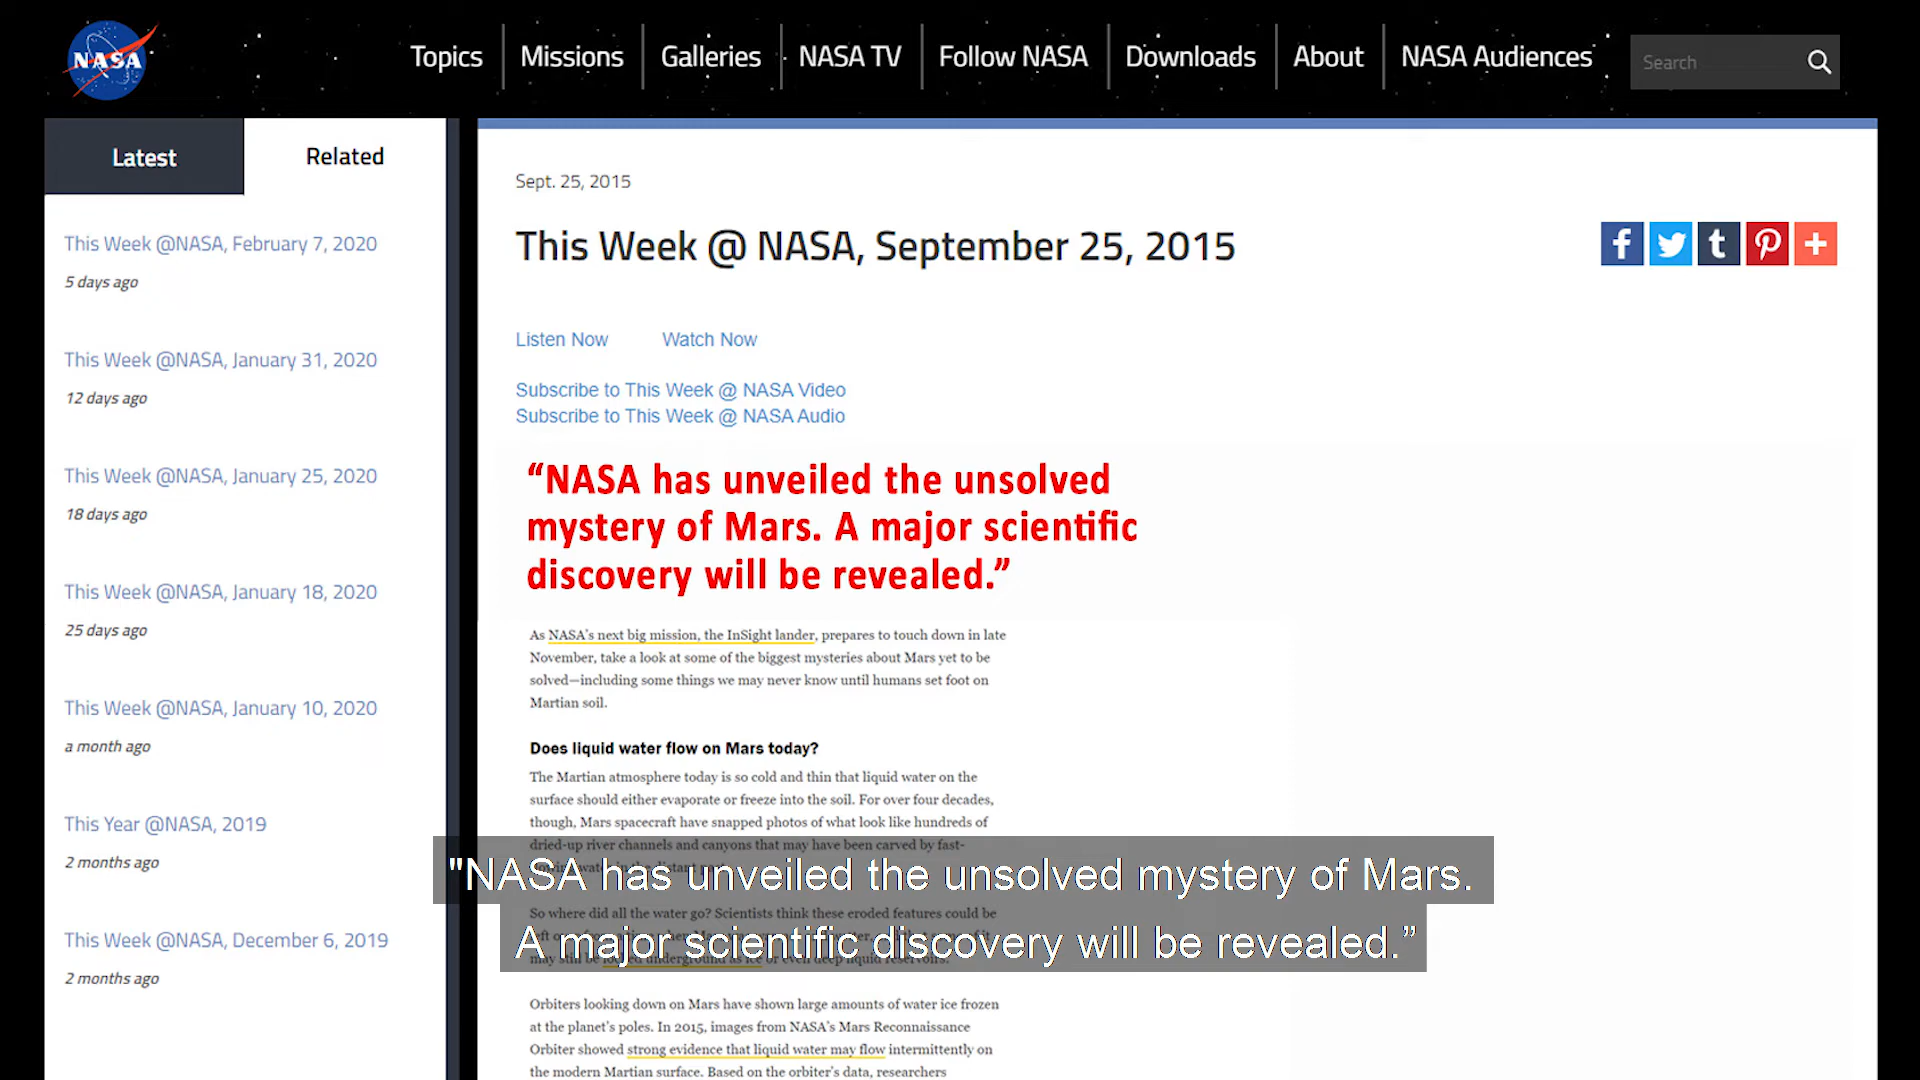 NASA
Topics
Missions
Galleries
NASA TV
Follow NASA
Downloads
About
NASA Audiences
Search
Latest
Related
This Week @NASA, February 7, 2020
5 days ago
This Week @NASA, January 31, 2020
12 days ago
This Week @NASA, January 25, 2020
18 days ago
This Week @NASA, January 18, 2020
25 days ago
This Week @NASA, January 10, 2020
a month ago
This Year @NASA, 2019
2 months ago
This Week @NASA, December 6, 2019
2 months ago
Sept. 25, 2015
This Week @ NASA, September 25, 2015
Listen Now
Watch Now
Subscribe to This Week @ NASA Video
Subscribe to This Week @ NASA Audio
“NASA has unveiled the unsolved
mystery of Mars. A major scientific
discovery will be revealed.”
As NASA's next big mission, the InSight lander, prepares to touch down in late
November, take a look at some of the biggest mysteries about Mars yet to be
solved—including some things we may never know until humans set foot on
Martian soil.
Does liquid water flow on Mars today?
The Martian atmosphere today is so cold and thin that liquid water on the
surface should either evaporate or freeze into the soil. For over four decades,
though, Mars spacecraft have snapped photos of what look like hundreds of
dried-up river channels and canyons that may have been carved by fast-
"NASA has unveiled the unsolved mystery of Mars.
So where did all the water go? Scientists think these eroded features could be
A major scientific discovery will be revealed.”
may still be locked underground as ice or even deep liquid reservoirs.
Orbiters looking down on Mars have shown large amounts of water ice frozen
at the planet's poles. In 2015, images from NASA's Mars Reconnaissance
Orbiter showed strong evidence that liquid water may flow intermittently on
the modern Martian surface. Based on the orbiter's data, researchers